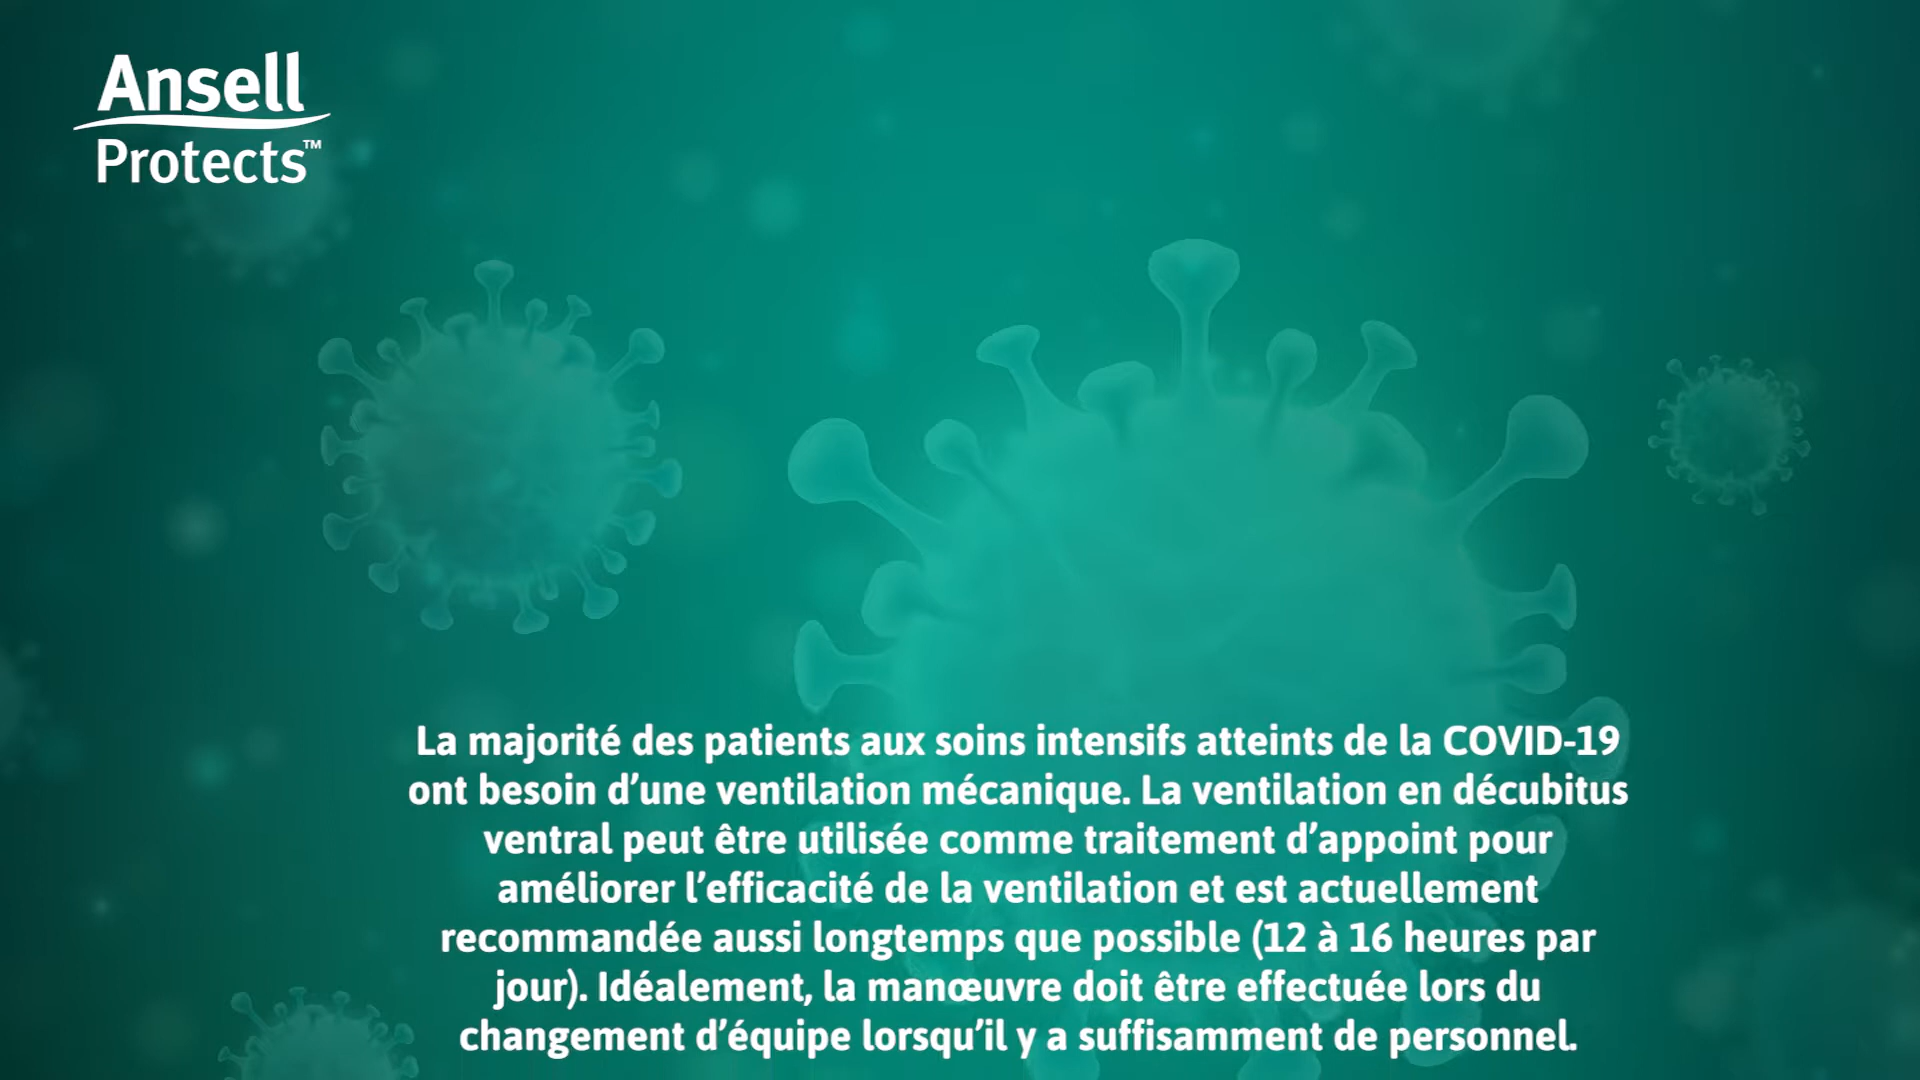 Ansell
Protects™
La majorité des patients aux soins intensifs atteints de la COVID-19
ont besoin d’une ventilation mécanique. La ventilation en décubitus
ventral peut être utilisée comme traitement d’appoint pour
améliorer l’efficacité de la ventilation et est actuellement
recommandée aussi longtemps que possible (12 à 16 heures par
jour). Idéalement, la manœuvre doit être effectuée lors du
changement d’équipe lorsqu’il y a suffisamment de personnel.